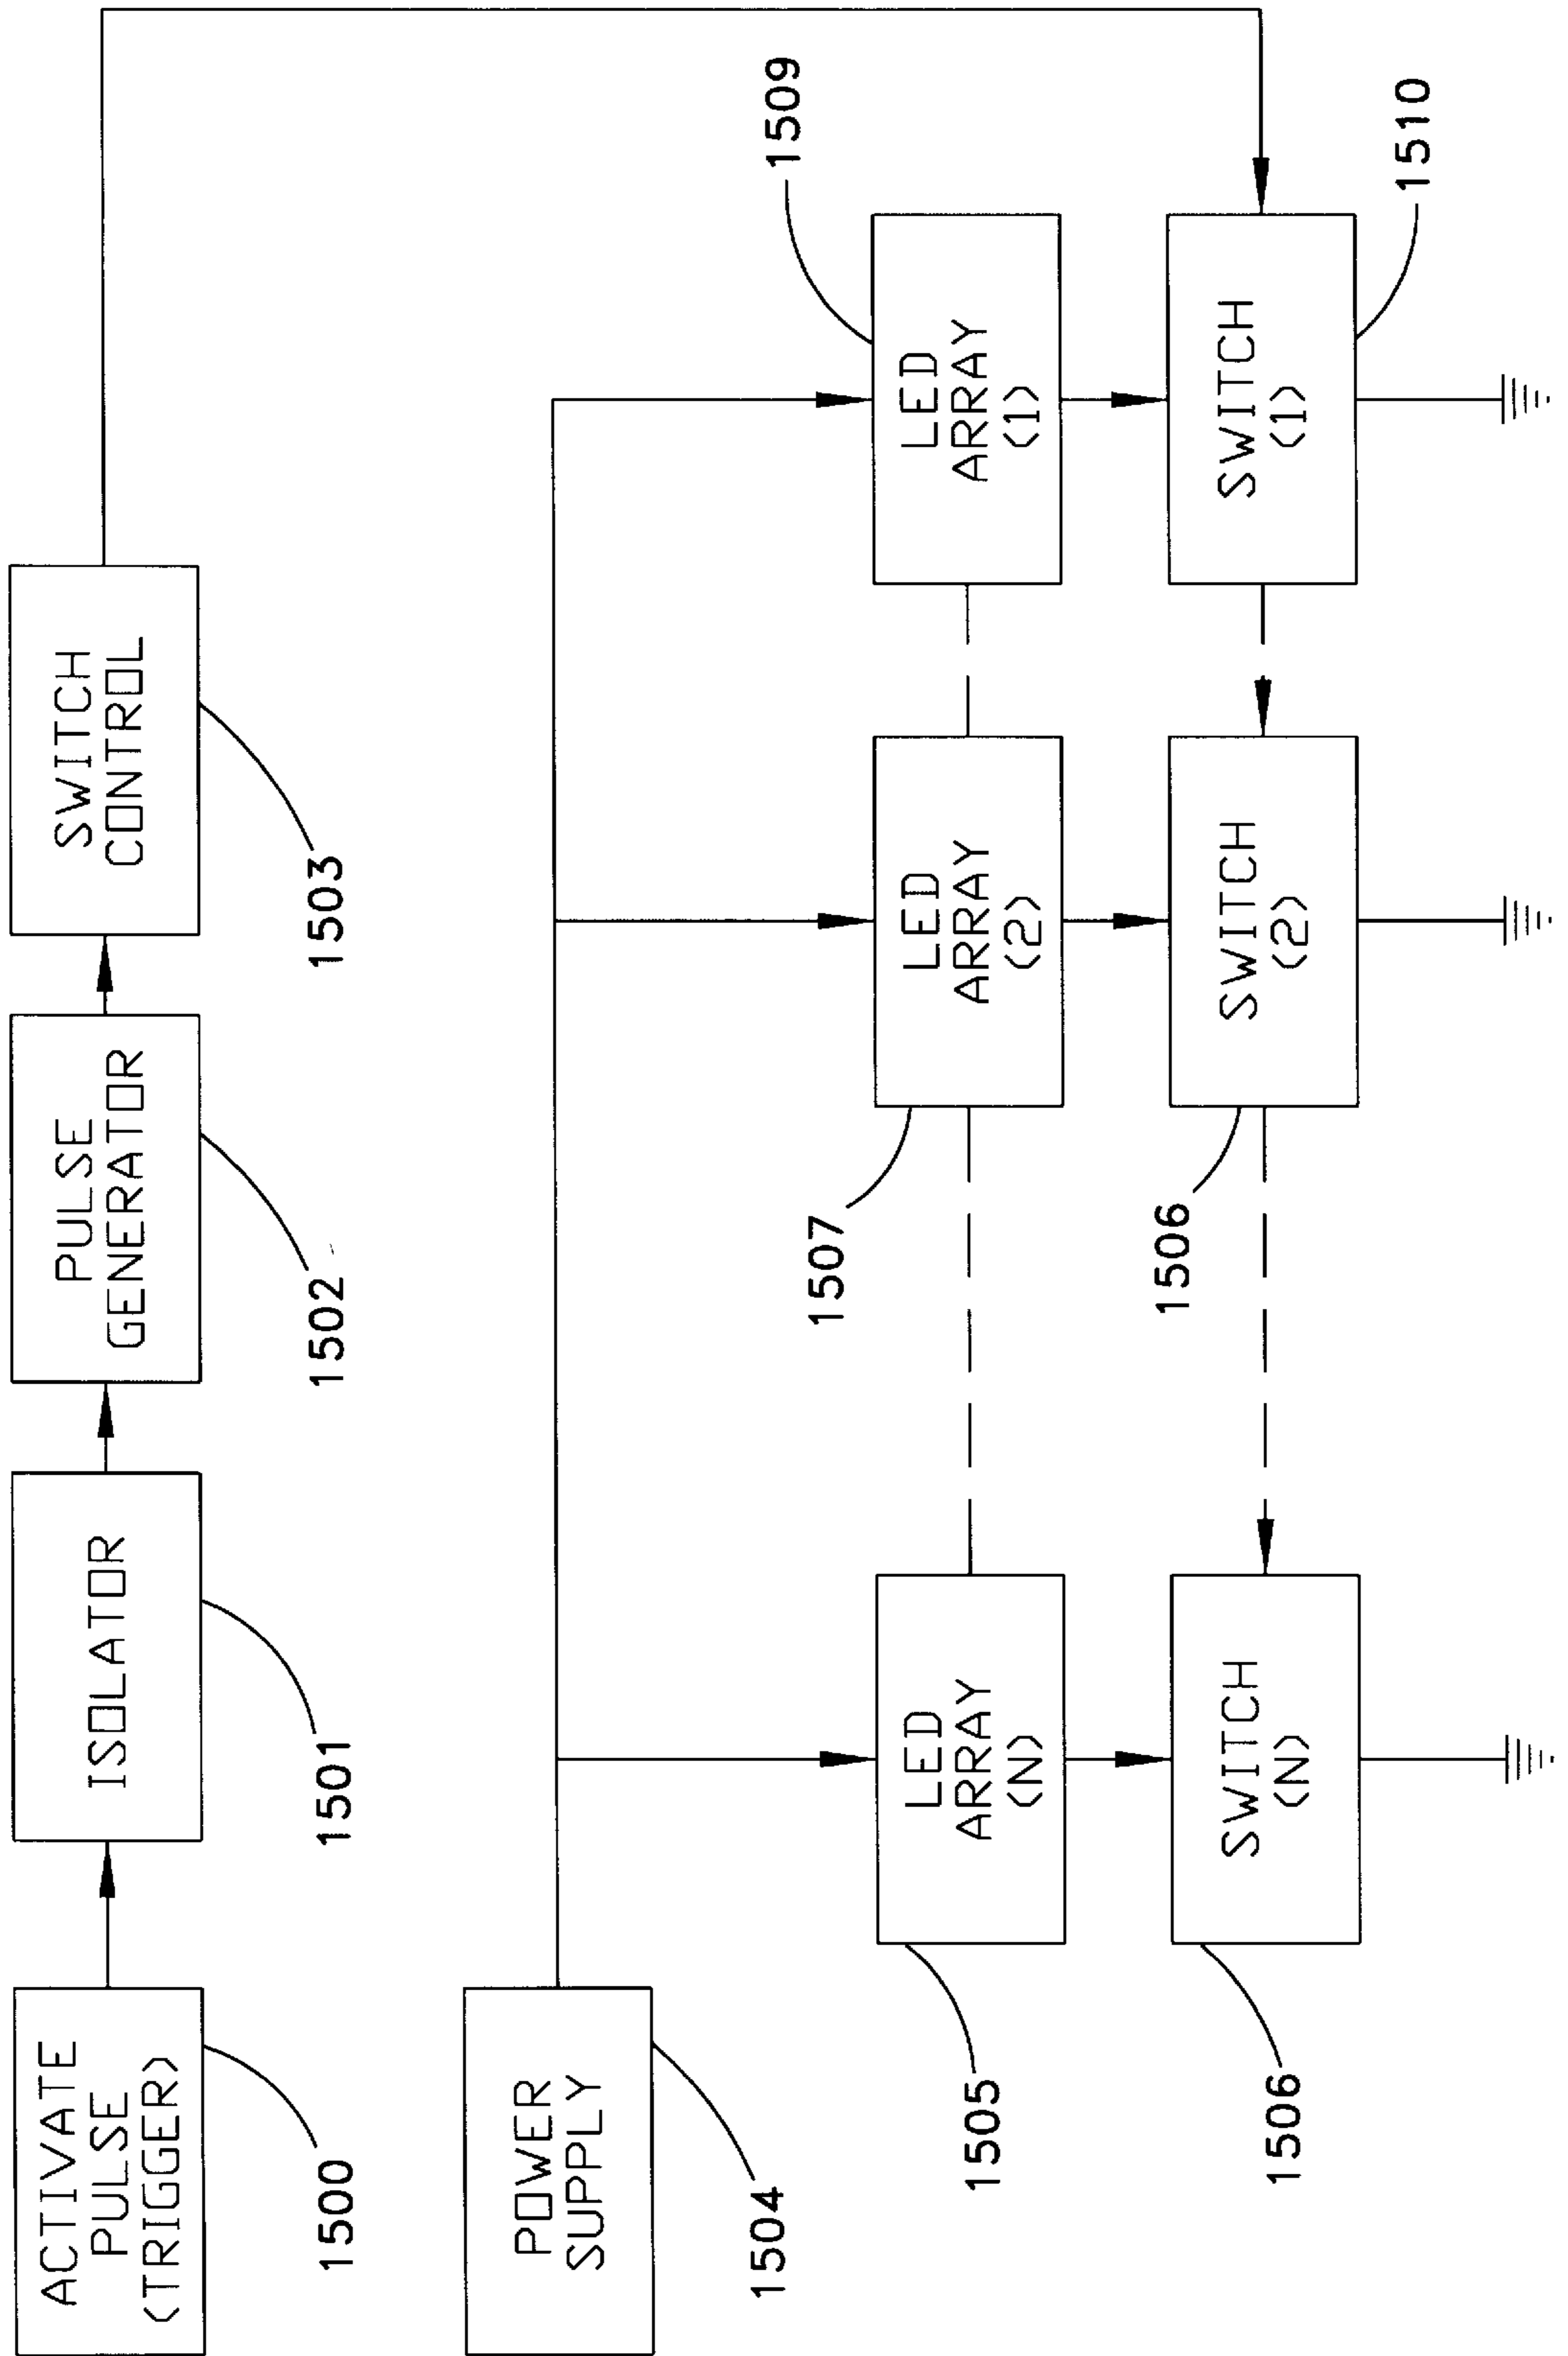 ACTIVATE
PULSE
(TRIGGER)
1500
ISOLATOR
1501
PULSE
GENERATOR
1502
SWITCH
CONTROL
1503
POWER
SUPPLY
1504
LED
ARRAY
(N)
1505
LED
ARRAY
(2)
1507
LED
ARRAY
(1)
1509
SWITCH
(N)
1506
SWITCH
(2)
1506
SWITCH
(1)
1510